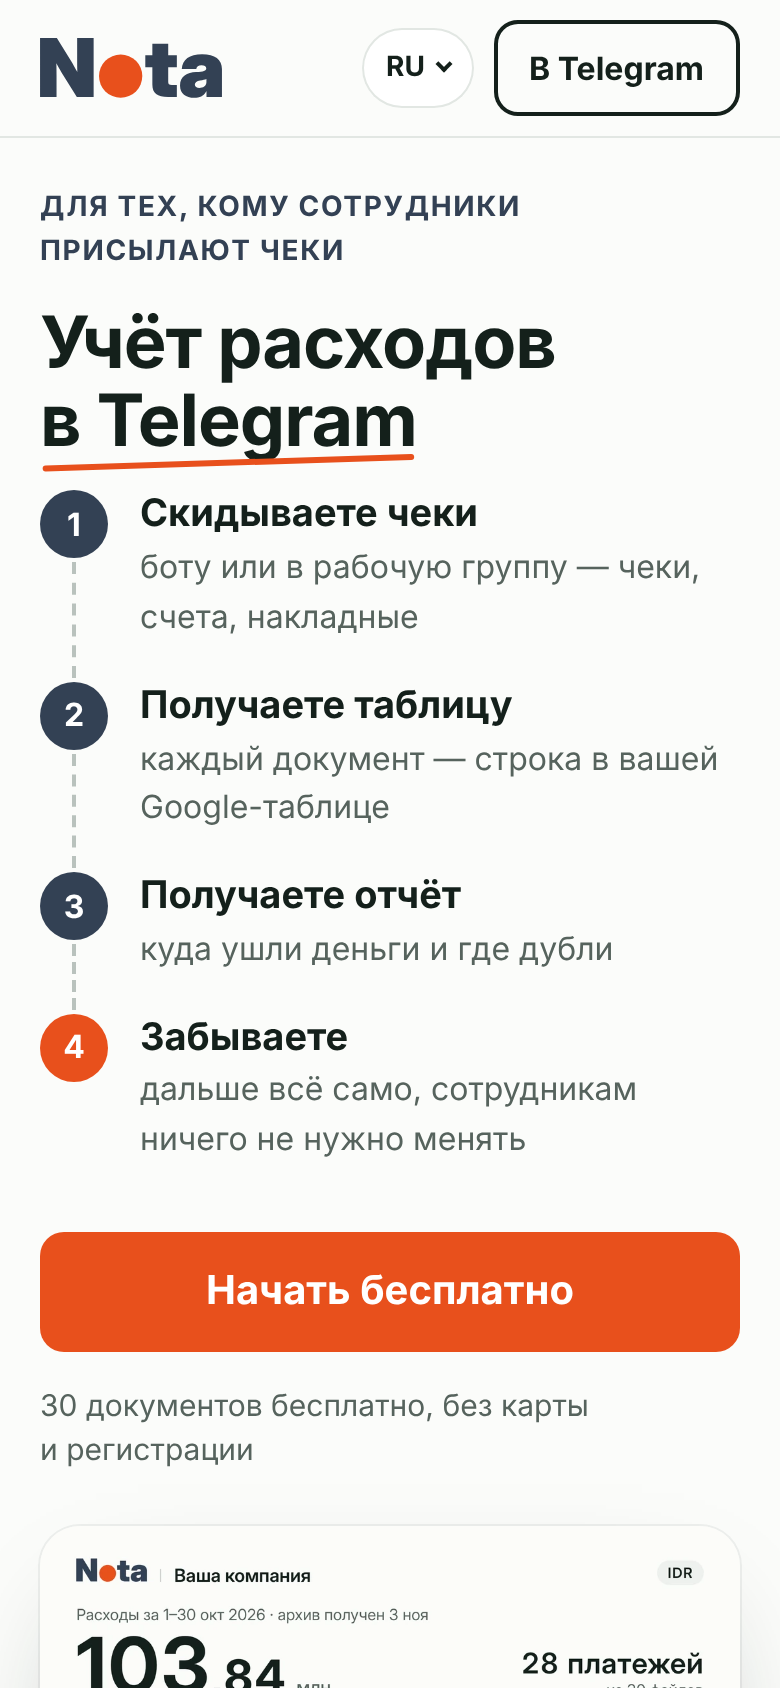 Nota
RU
В Telegram
ДЛЯ ТЕХ, КОМУ СОТРУДНИКИ
ПРИСЫЛАЮТ ЧЕКИ
Учёт расходов
в Telegram
1
Скидываете чеки
боту или в рабочую группу — чеки,
счета, накладные
2
Получаете таблицу
каждый документ — строка в вашей
Google-таблице
3
Получаете отчёт
куда ушли деньги и где дубли
4
Забываете
дальше всё само, сотрудникам
ничего не нужно менять
Начать бесплатно
30 документов бесплатно, без карты
и регистрации
Nota | Ваша компания
IDR
Расходы за 1–30 окт 2026 · архив получен 3 ноя
103,84 млн
28 платежей